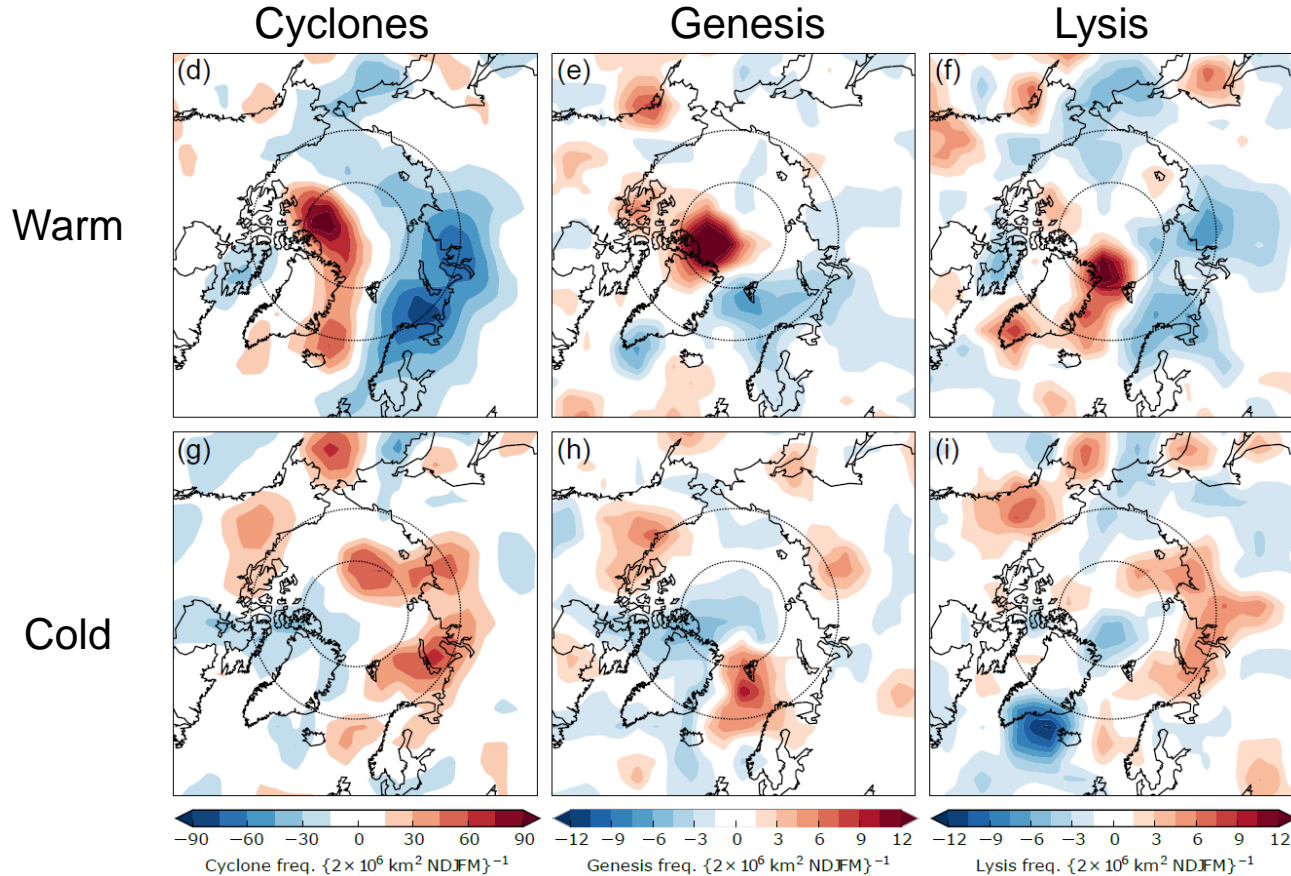 Cyclones Genesis Lysis
Warm
(d) (e) (f)
Cold
(g) (h) (i)
−90 −60 −30 0 30 60 90
Cyclone freq. {2× 10⁶ km² NDJFM}⁻¹
−12 −9 −6 −3 0 3 6 9 12
Genesis freq. {2× 10⁶ km² NDJFM}⁻¹
−12 −9 −6 −3 0 3 6 9 12
Lysis freq. {2× 10⁶ km² NDJFM}⁻¹